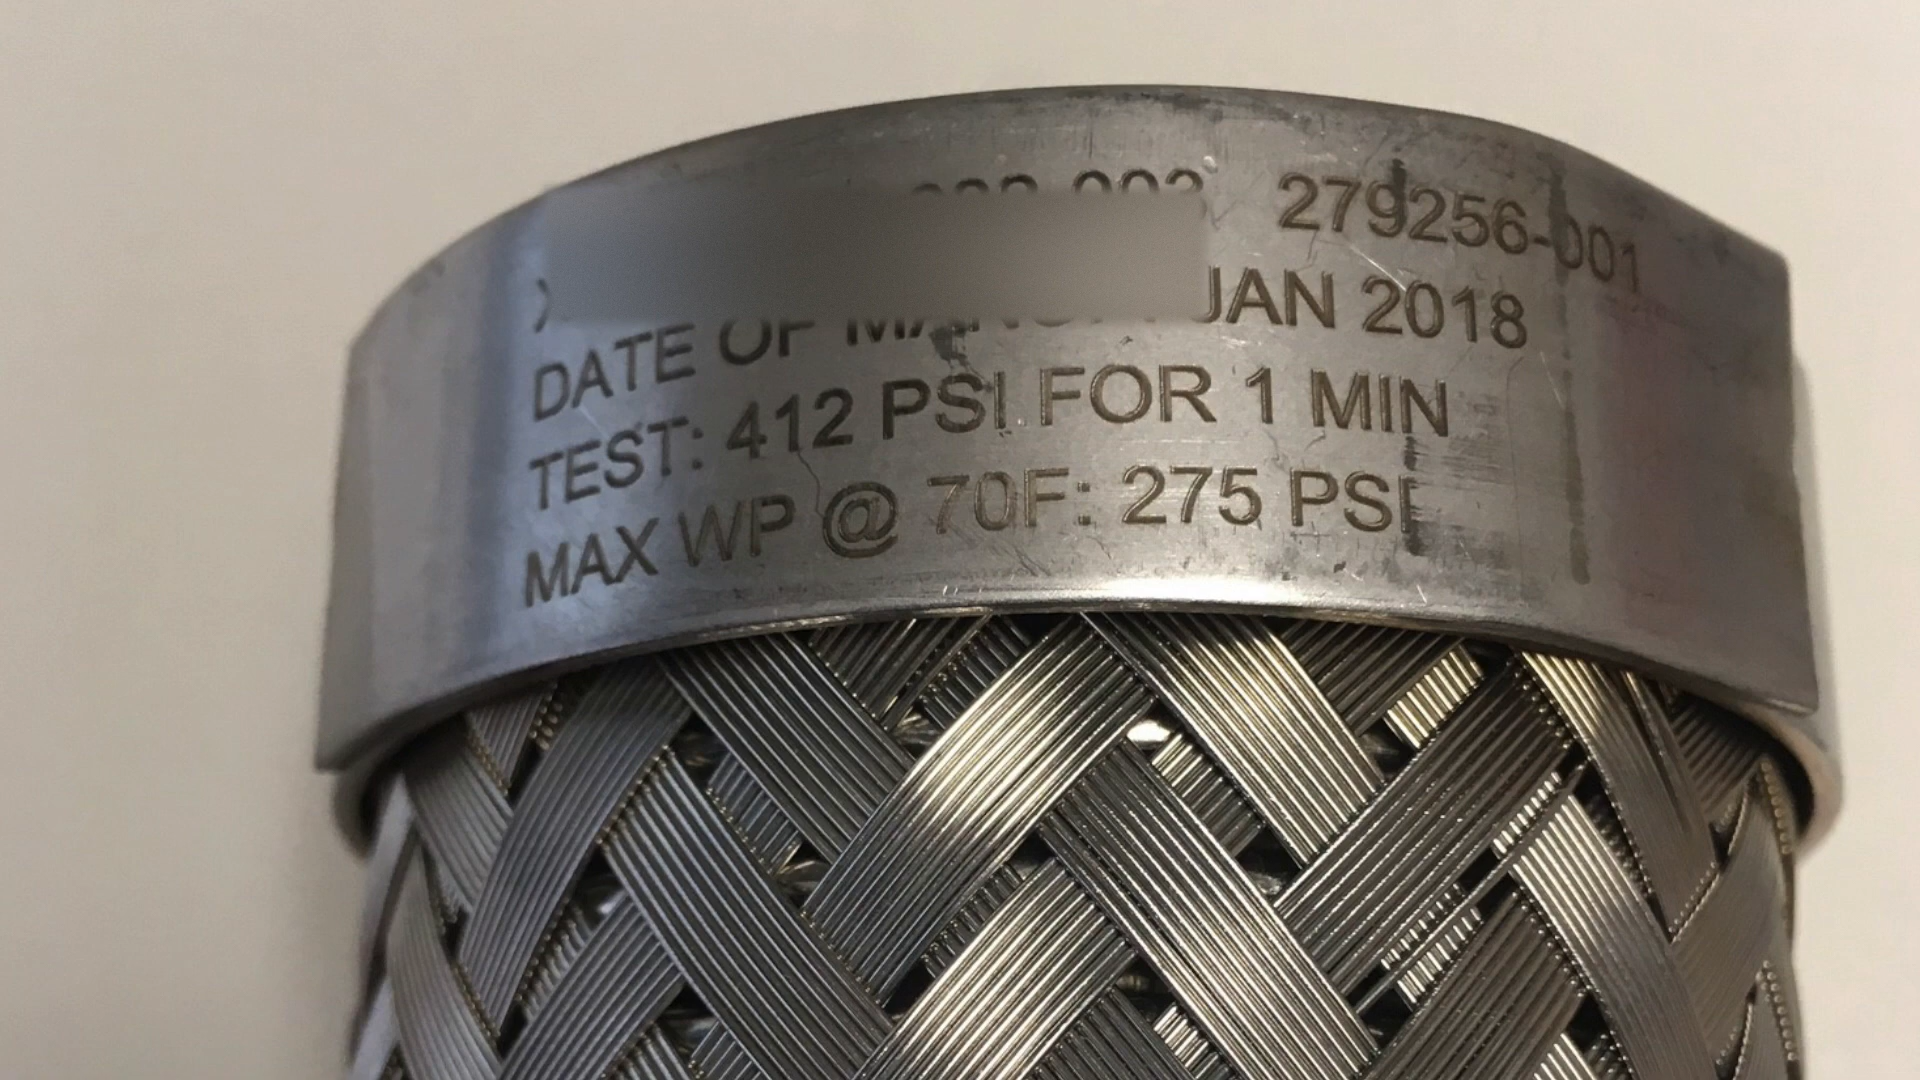 279256-001
DATE OF JAN 2018
TEST: 412 PSI FOR 1 MIN
MAX WP @ 70F: 275 PSI